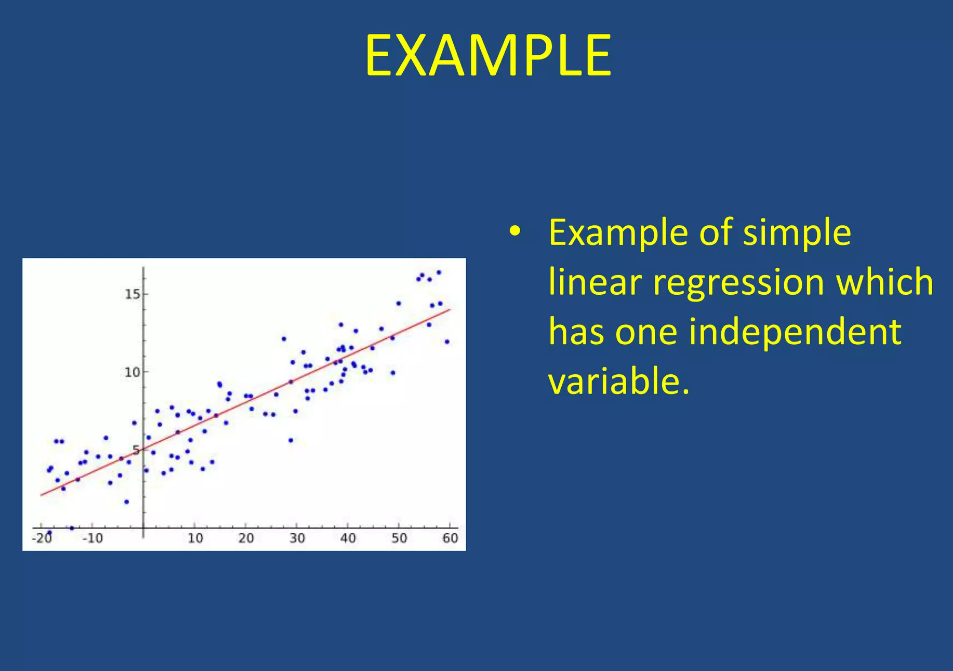 EXAMPLE
• Example of simple
linear regression which
has one independent
variable.
15
10
5
-20 -10 10 20 30 40 50 60